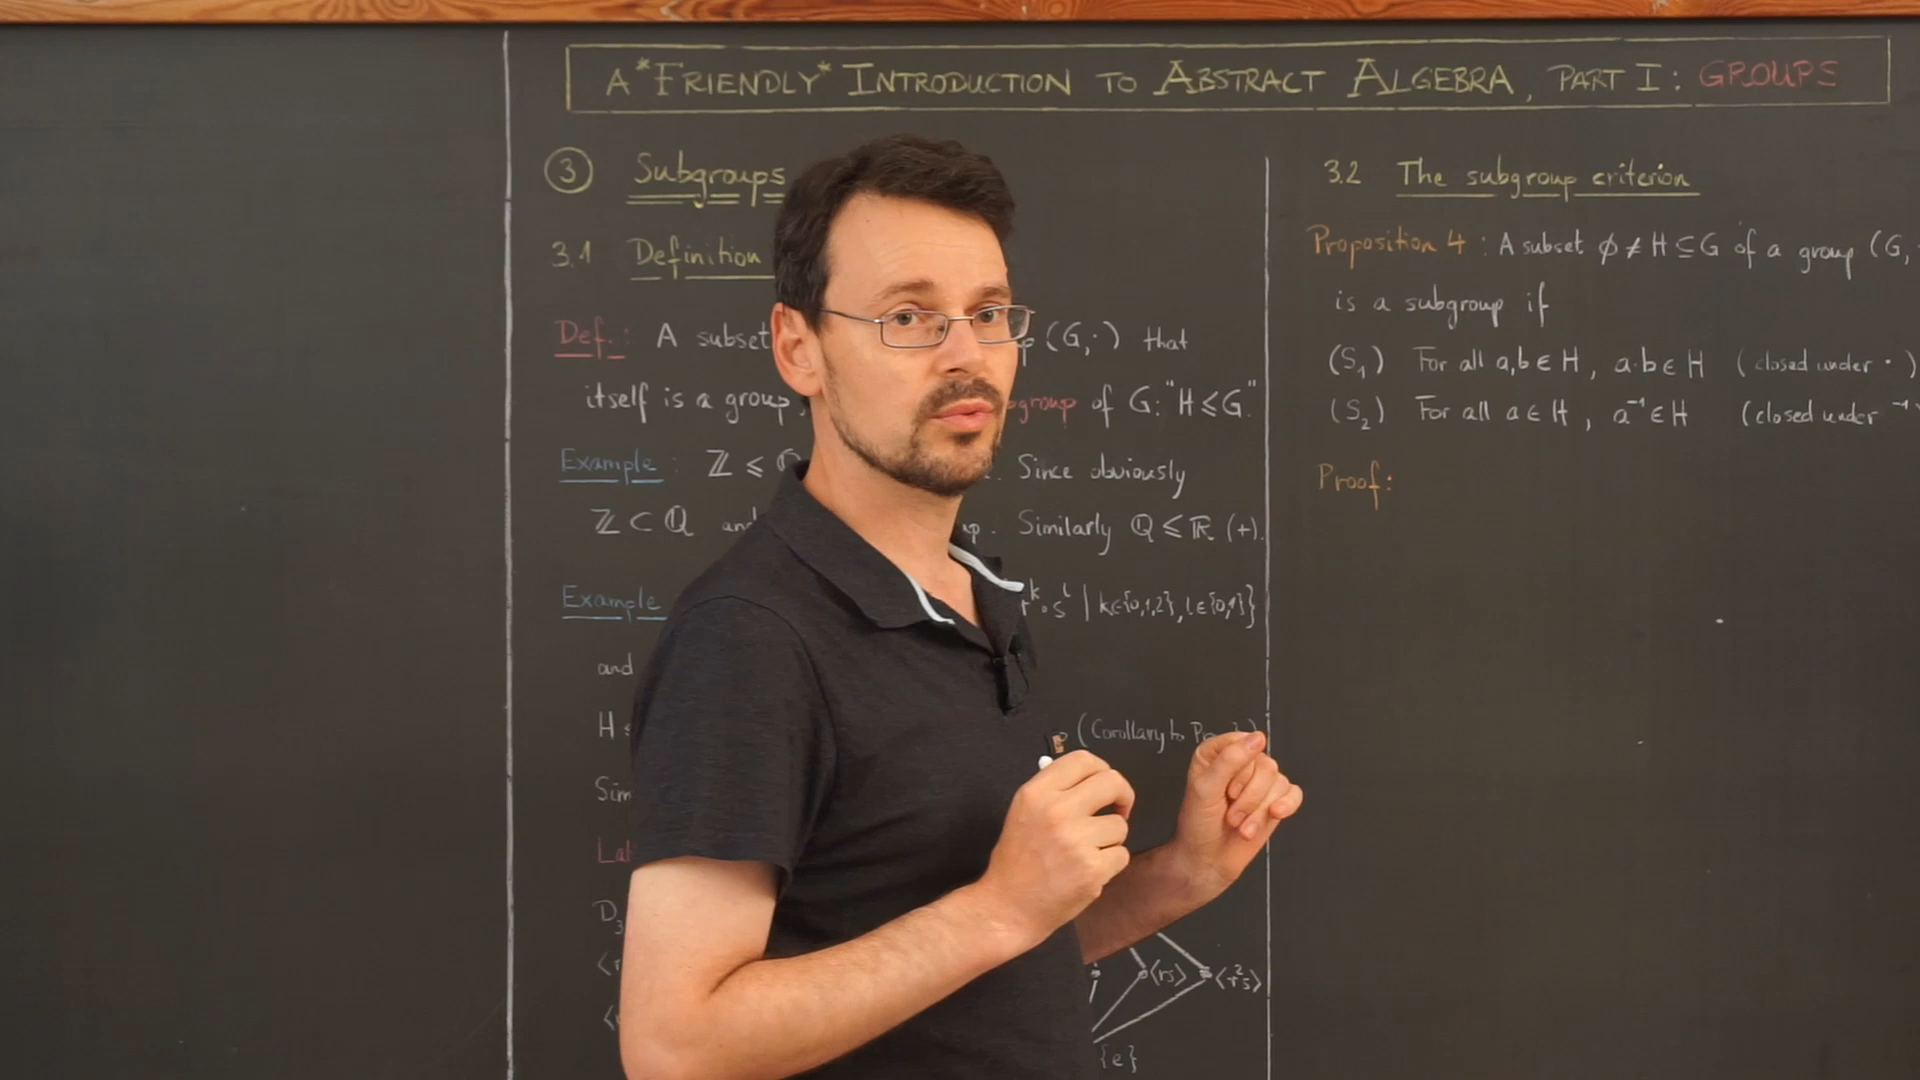 A *FRIENDLY* INTRODUCTION TO ABSTRACT ALGEBRA, PART I: GROUPS
③ Subgroups
3.1 Definition
Def.: A subset (G,·) that
itself is a group, of G: "H ⩽ G."
Example: ℤ ⩽ Since obviously
ℤ ⊂ ℚ Similarly ℚ ⩽ ℝ (+).
Example s^l | k∈{0,1,2}, l∈{0,1}}
and
H
(Corollary to
D_3
⟨rs⟩ ⟨r²s⟩
{e}
3.2 The subgroup criterion
Proposition 4: A subset ∅ ≠ H ⊆ G of a group (G,
is a subgroup if
(S₁) For all a,b ∈ H, a·b ∈ H (closed under ·)
(S₂) For all a ∈ H, a⁻¹ ∈ H (closed under ⁻¹
Proof: